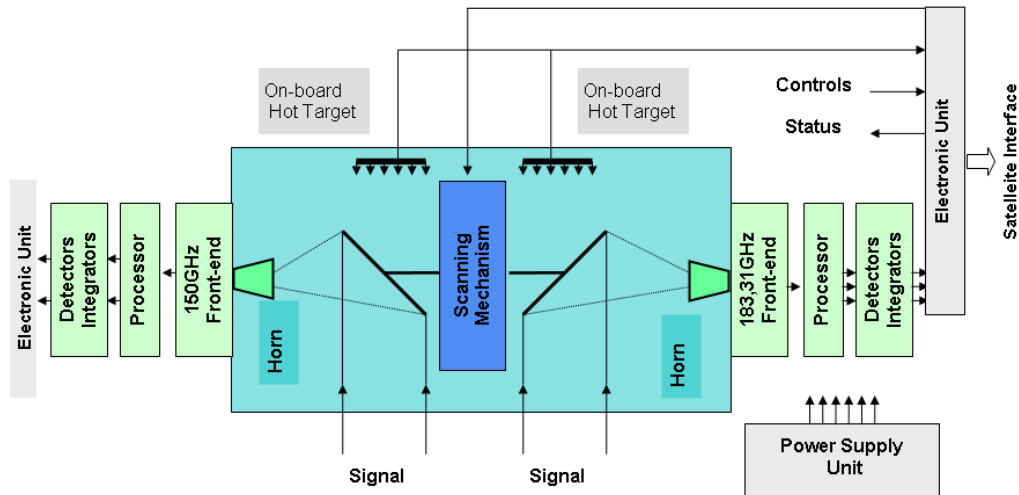 On-board
Hot Target
On-board
Hot Target
Controls
Status
Electronic Unit
Satelleite Interface
Electronic Unit
Detectors
Integrators
Processor
150GHz
Front-end
Horn
Scanning
Mechanism
Horn
183,31GHz
Front-end
Processor
Detectors
Integrators
Signal
Signal
Power Supply
Unit